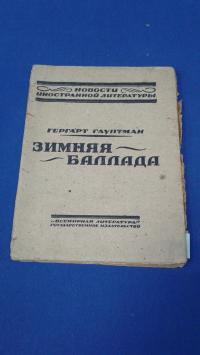 НОВОСТИ
ИНОСТРАННОЙ ЛИТЕРАТУРЫ
ГЕРГАРТ ГАУПТМАН
ЗИМНЯЯ
БАЛЛАДА
„ВСЕМИРНАЯ ЛИТЕРАТУРА"
ГОСУДАРСТВЕННОЕ ИЗДАТЕЛЬСТВО